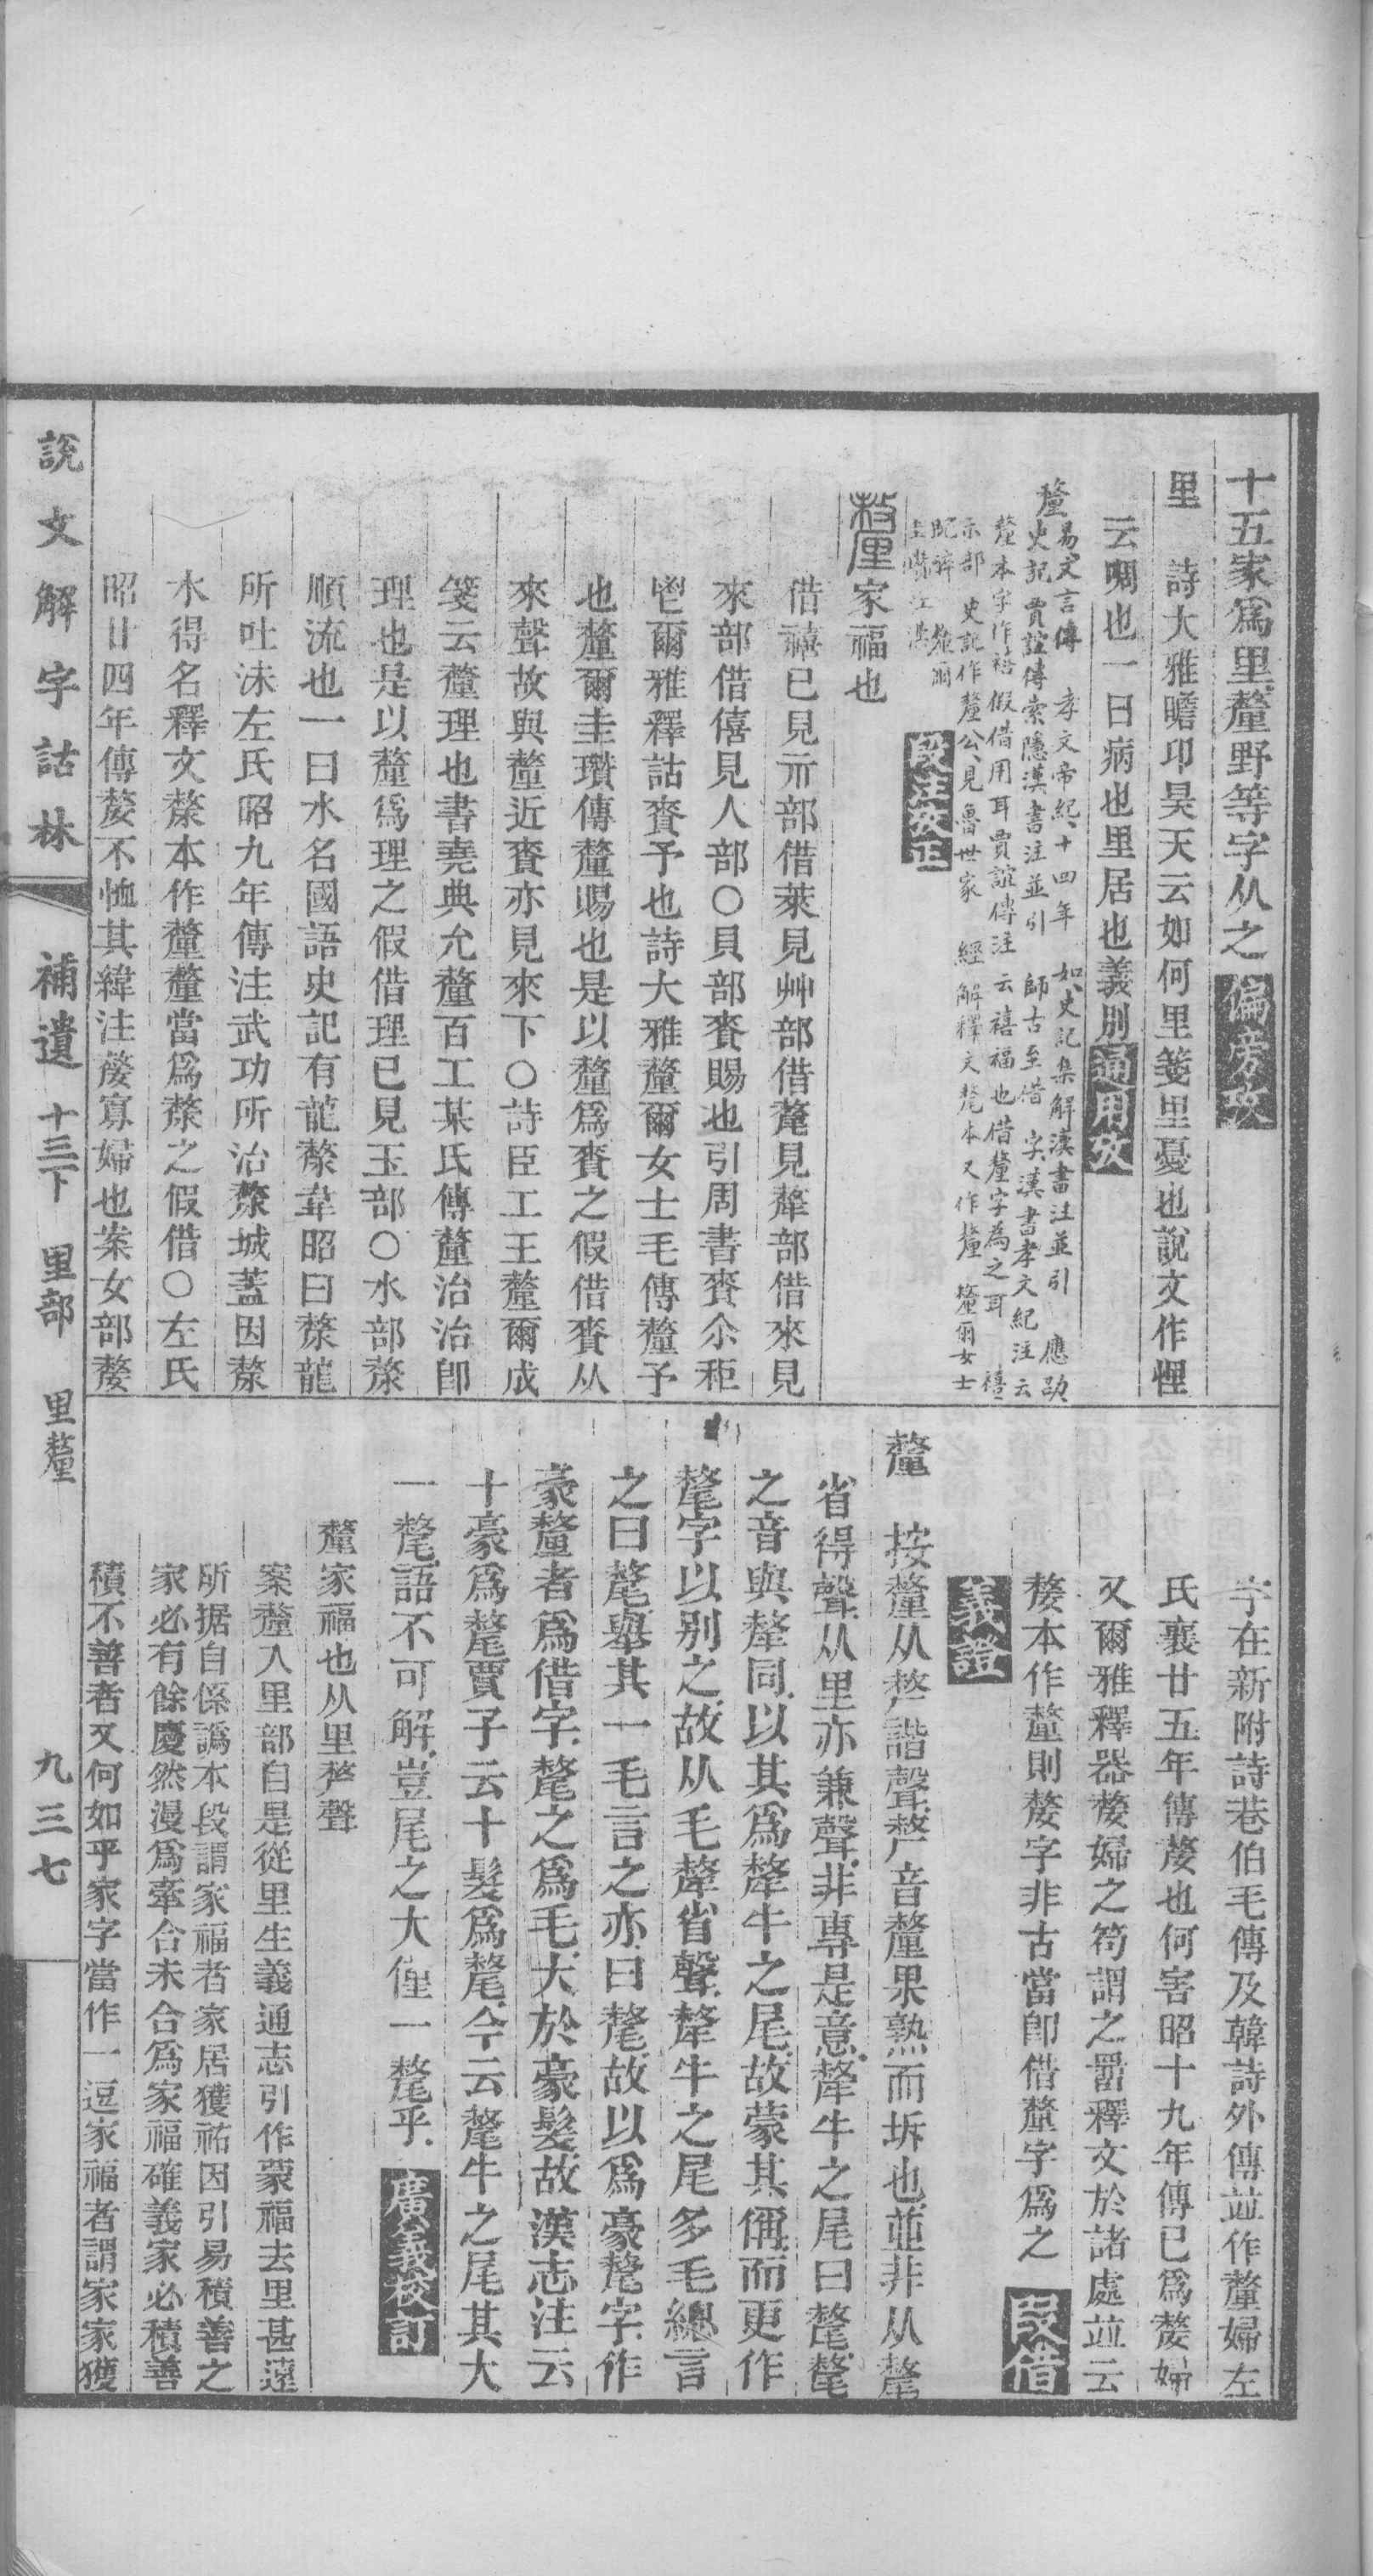 十五家爲里釐野等字从之 偏旁攷
里　詩大雅瞻卬昊天云如何里箋里憂也說文作悝
云啁也一曰病也里居也義別 通用攷
釐 易文言傳　孝文帝紀十四年　如史記集解漢書注並引　應劭
史記賈誼傳索隱漢書注並引　師古至借　字漢書孝文紀注云
釐本字作禧假借用耳賈誼傳注云禧福也借釐字為之耳　禧
示部　史記作釐公見魯世家　經解釋文氂本又作釐　釐爾女士
旣醉　釐爾
圭瓚江漢
段注攷正
釐 家福也
借禧已見示部借萊見艸部借氂見犛部借來見
來部借僖見人部○貝部賚賜也引周書賚尒秬
鬯爾雅釋詁賚予也詩大雅釐爾女士毛傳釐予
也釐爾圭瓚傳釐賜也是以釐爲賚之假借賚从
來聲故與釐近賚亦見來下○詩臣工王釐爾成
箋云釐理也書堯典允釐百工某氏傳釐治治卽
理也是以釐爲理之假借理已見玉部○水部漦
順流也一曰水名國語史記有龍漦韋昭曰漦龍
所吐沫左氏昭九年傳注武功所治漦城蓋因漦
水得名釋文漦本作釐釐當爲漦之假借○左氏
昭廿四年傳嫠不恤其緯注嫠寡婦也案女部嫠
字在新附詩巷伯毛傳及韓詩外傳竝作釐婦左
氏襄廿五年傳嫠也何害昭十九年傳已爲嫠婦
又爾雅釋器嫠婦之笱謂之罶釋文於諸處竝云
嫠本作釐則嫠字非古當卽借釐字爲之 段借
義證
釐　按釐从𠩺諧聲𠩺音釐果熟而坼也並非从氂
省得聲从里亦兼聲非專是意犛牛之尾曰氂氂
之音與犛同以其爲犛牛之尾故蒙其偁而更作
氂字以别之故从毛犛省聲犛牛之尾多毛總言
之曰氂舉其一毛言之亦曰氂故以爲豪氂字作
豪釐者爲借字氂之爲毛大於豪髮故漢志注云
十豪爲氂賈子云十髮爲氂今云氂牛之尾其大
一氂語不可解豈尾之大僅一氂乎 廣義校訂
釐家福也从里𠩺聲
案釐入里部自是從里生義通志引作蒙福去里甚遠
所据自係譌本段謂家福者家居獲祐因引易積善之
家必有餘慶然漫爲牽合未合爲家福確義家必積善
積不善者又何如乎家字當作一逗家福者謂家家獲
說文解字詁林 補遺 十三下 里部 里釐 九三七